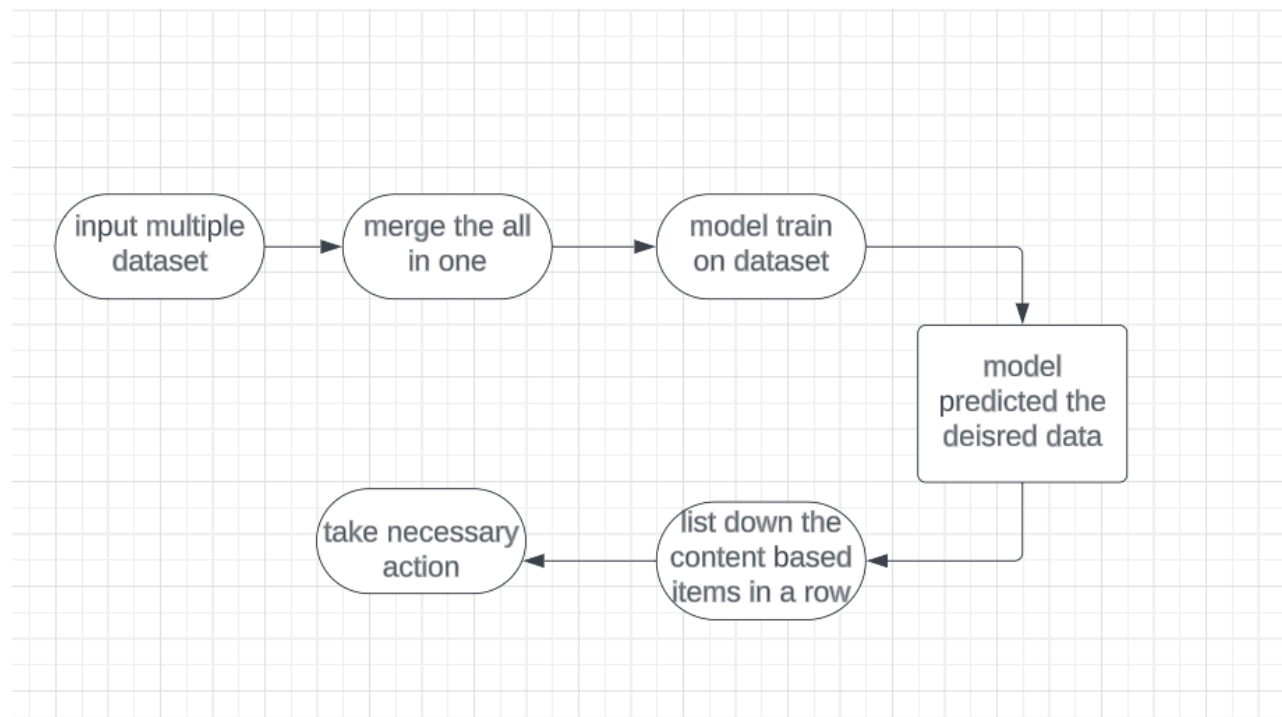 input multiple
dataset
merge the all
in one
model train
on dataset
model
predicted the
deisred data
list down the
content based
items in a row
take necessary
action